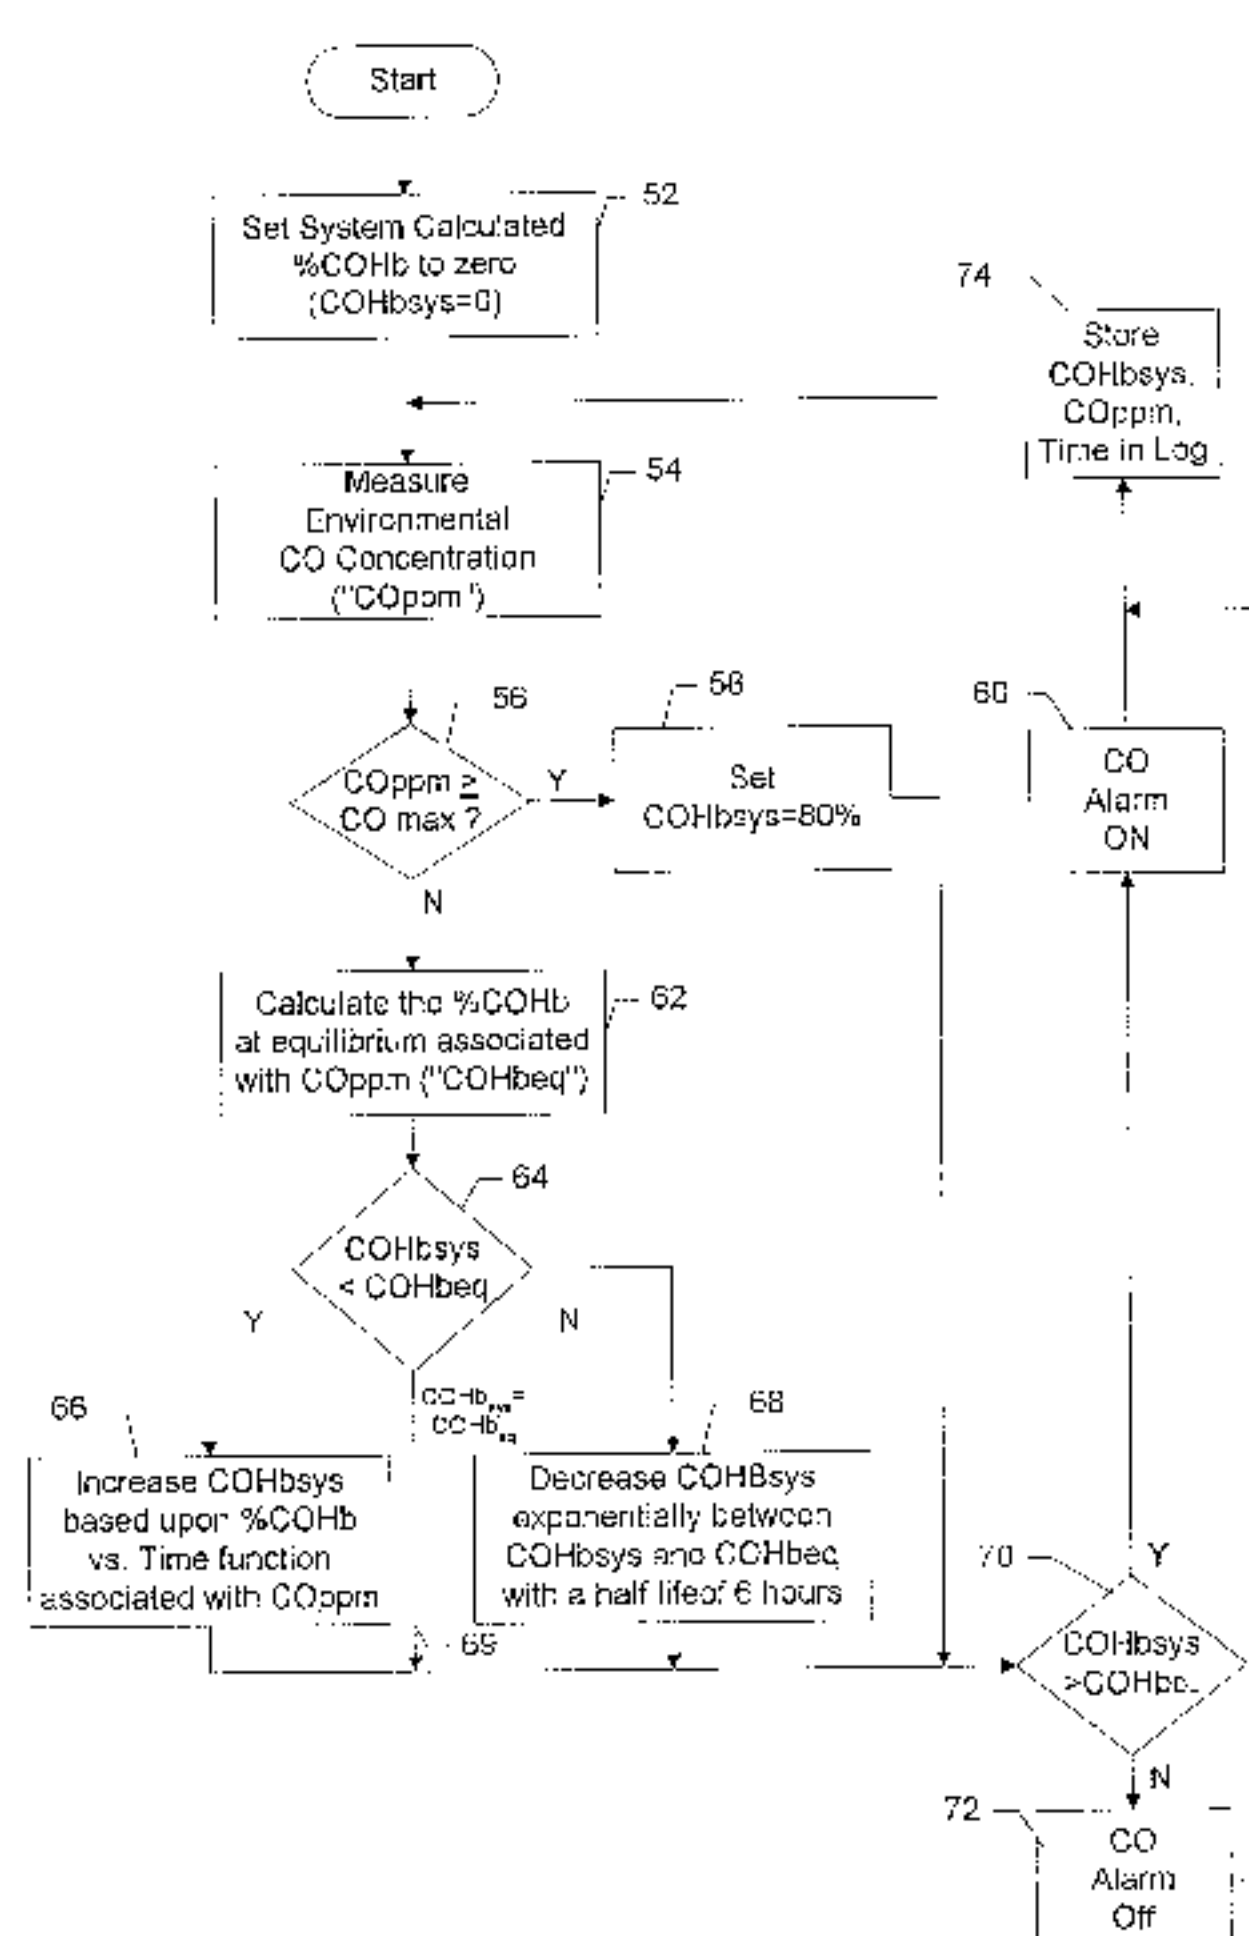 Start
52
Set System Calculated
%COHb to zero
(COHbsys=0)
74
Store
COHbsys,
COppm,
Time in Log
54
Measure
Environmental
CO Concentration
("COppm")
56
COppm ≥
CO max ?
Y
N
58
Set
COHbsys=80%
60
CO
Alarm
ON
62
Calculate the %COHb
at equilibrium associated
with COppm ("COHbeq")
64
COHbsys
< COHbeq
Y
N
COHbsys=
COHbeq
66
Increase COHbsys
based upon %COHb
vs. Time function
associated with COppm
68
Decrease COHBsys
exponentially between
COHbsys and COHbeq
with a half lifeof 6 hours
69
70
Y
COHbsys
N
72
CO
Alarm
Off